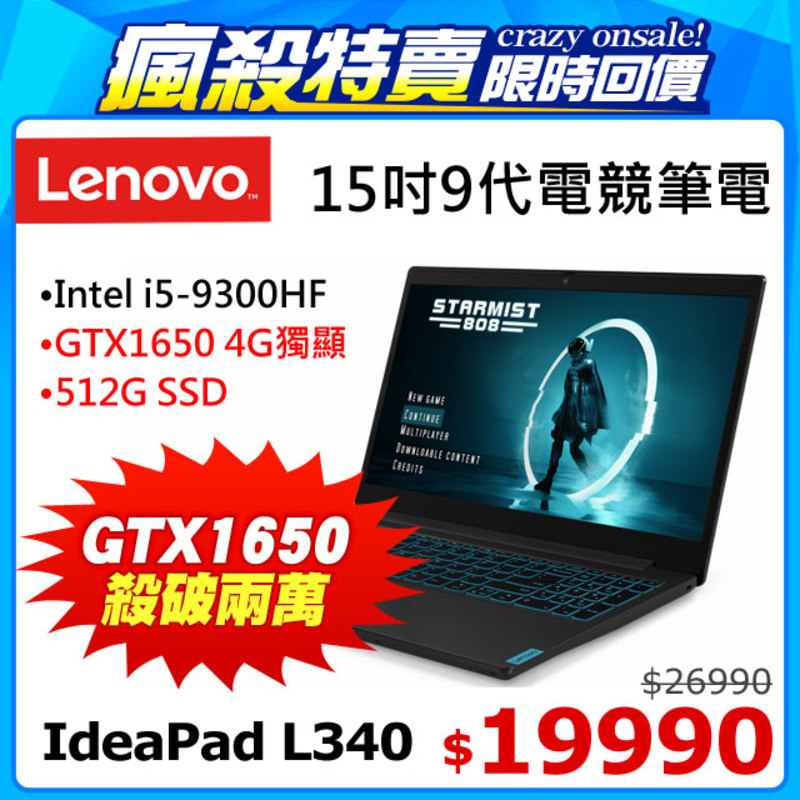 瘋殺特賣
crazy onsale!
限時回價
Lenovo™
15吋9代電競筆電
•Intel i5-9300HF
•GTX1650 4G獨顯
•512G SSD
STARMIST
808
NEW GAME
CONTINUE
MULTIPLAYER
DOWNLOADABLE CONTENT
CREDITS
GTX1650
殺破兩萬
Lenovo
$26990
IdeaPad L340
$19990